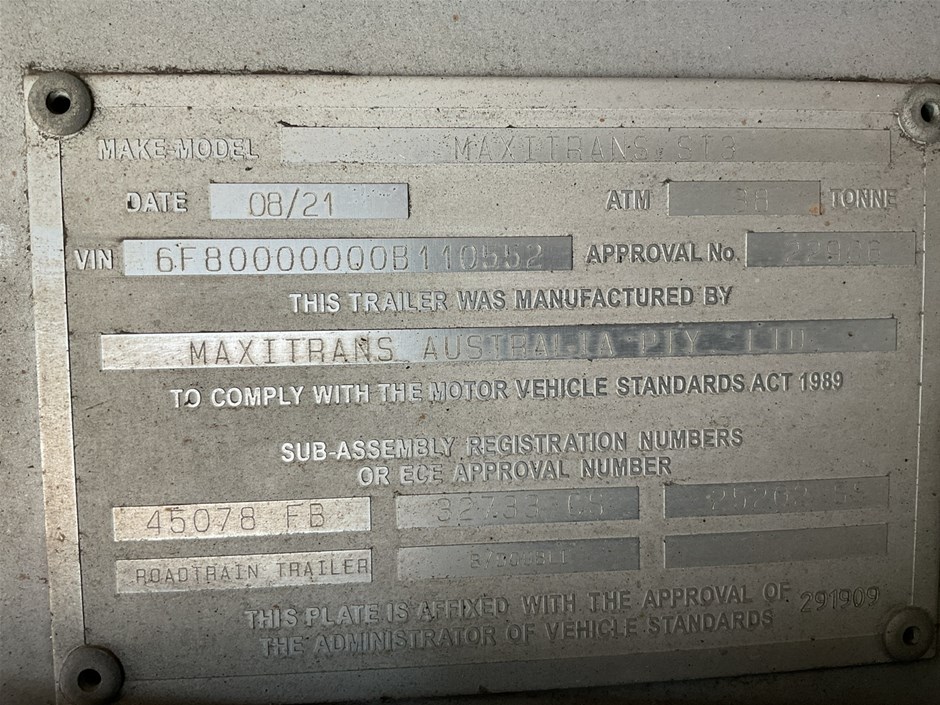 MAKE-MODEL MAXITRANS ST3
DATE 08/21 ATM TONNE
VIN 6F80000000B110552 APPROVAL No.
THIS TRAILER WAS MANUFACTURED BY
MAXITRANS AUSTRALIA PTY LTD
TO COMPLY WITH THE MOTOR VEHICLE STANDARDS ACT 1989
SUB-ASSEMBLY REGISTRATION NUMBERS
OR ECE APPROVAL NUMBER
45078 FB 32733 CS
ROADTRAIN TRAILER
THIS PLATE IS AFFIXED WITH THE APPROVAL OF 291909
THE ADMINISTRATOR OF VEHICLE STANDARDS